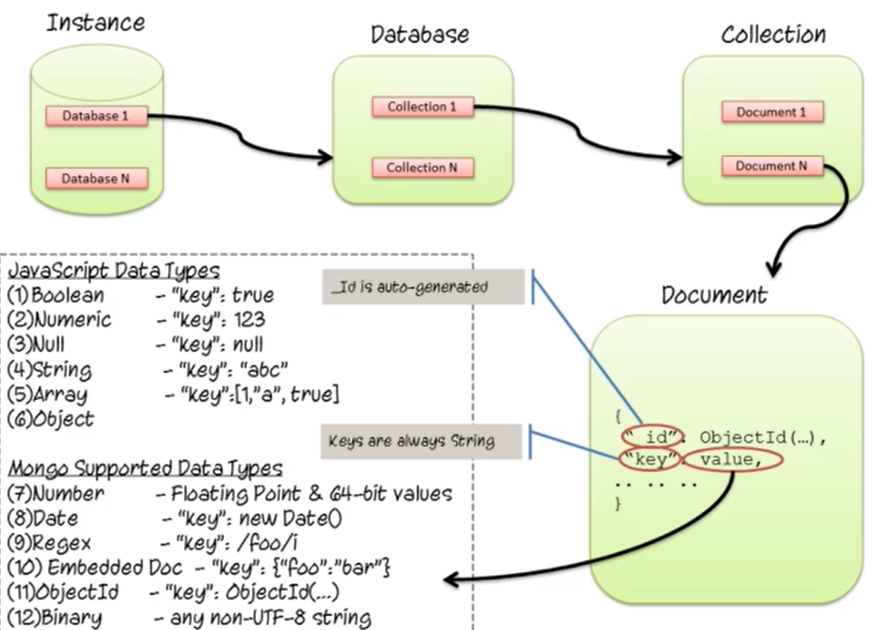 Instance
Database
Collection
Database 1
Database N
Collection 1
Collection N
Document 1
Document N
Document
JavaScript Data Types
(1)Boolean - "key": true
(2)Numeric - "key": 123
(3)Null - "key": null
(4)String - "key": "abc"
(5)Array - "key":[1,"a", true]
(6)Object
Mongo Supported Data Types
(7)Number - Floating Point & 64-bit values
(8)Date - "key": new Date()
(9)Regex - "key": /foo/i
(10) Embedded Doc - "key": {"foo":"bar"}
(11)ObjectId - "key": ObjectId(...)
(12)Binary - any non-UTF-8 string
_Id is auto-generated
Keys are always String
{
"_id": ObjectId(…),
"key": value,
.. .. ..
}